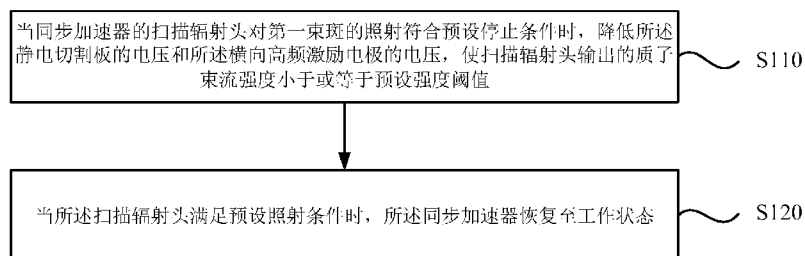 当同步加速器的扫描辐射头对第一束斑的照射符合预设停止条件时，降低所述
静电切割板的电压和所述横向高频激励电极的电压，使扫描辐射头输出的质子
束流强度小于或等于预设强度阈值
S110
当所述扫描辐射头满足预设照射条件时，所述同步加速器恢复至工作状态
S120